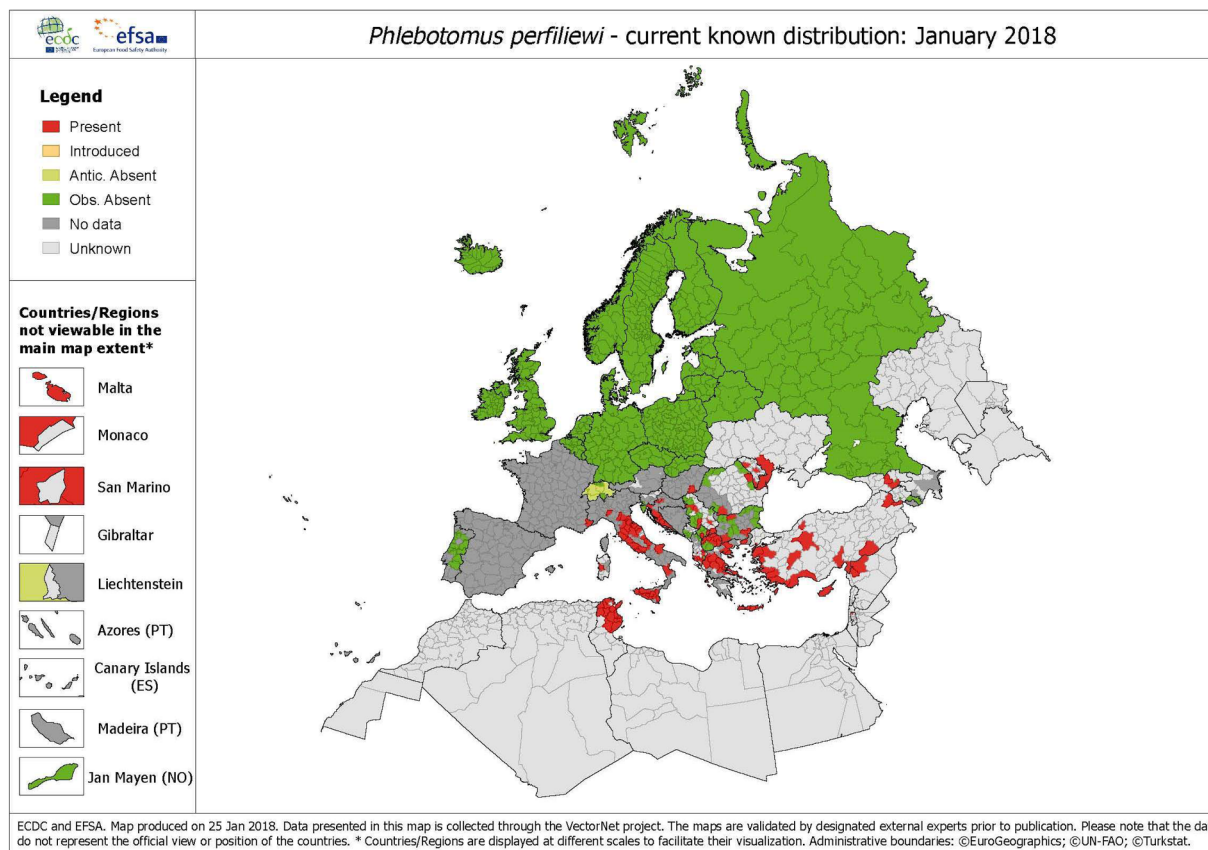 ecdc
efsa
European Food Safety Authority
Phlebotomus perfiliewi - current known distribution: January 2018
Legend
Present
Introduced
Antic. Absent
Obs. Absent
No data
Unknown
Countries/Regions
not viewable in the
main map extent*
Malta
Monaco
San Marino
Gibraltar
Liechtenstein
Azores (PT)
Canary Islands
(ES)
Madeira (PT)
Jan Mayen (NO)
ECDC and EFSA. Map produced on 25 Jan 2018. Data presented in this map is collected through the VectorNet project. The maps are validated by designated external experts prior to publication. Please note that the da
do not represent the official view or position of the countries. * Countries/Regions are displayed at different scales to facilitate their visualization. Administrative boundaries: ©EuroGeographics; ©UN-FAO; ©Turkstat.